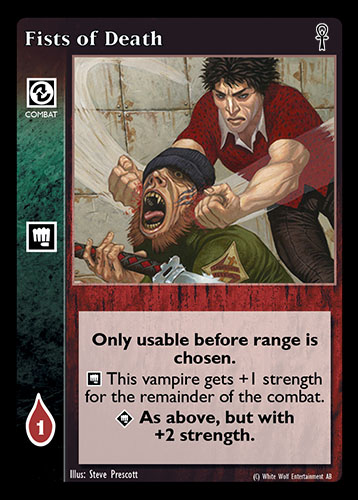 Fists of Death
COMBAT
Only usable before range is
chosen.
This vampire gets +1 strength
for the remainder of the combat.
As above, but with
+2 strength.
1
Illus: Steve Prescott
(C) White Wolf Entertainment AB